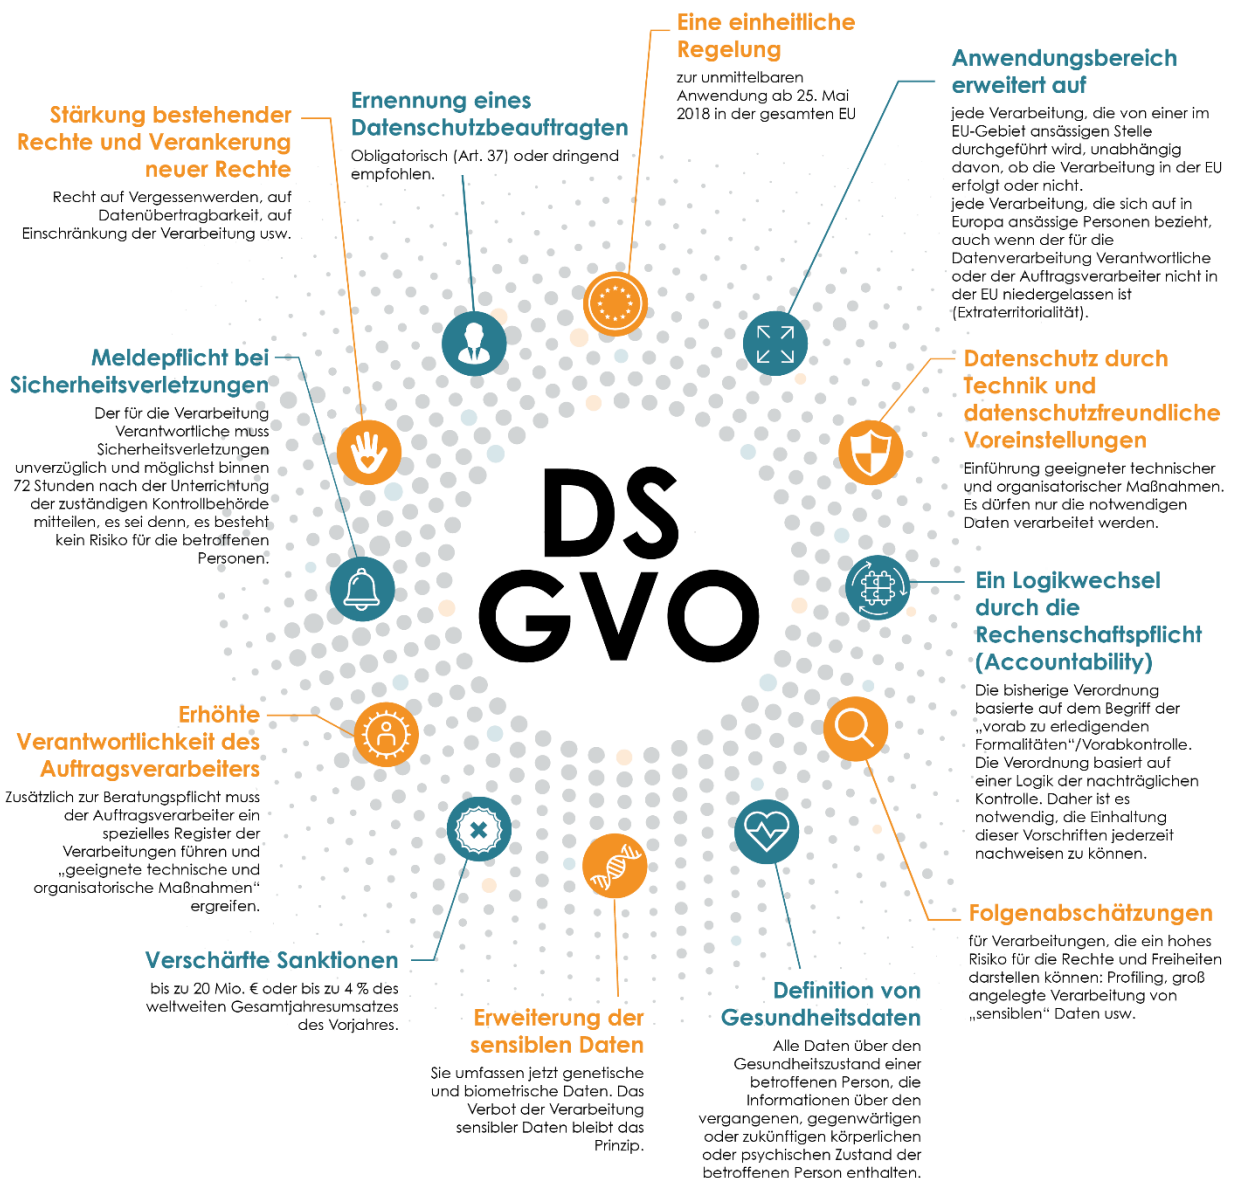 Eine einheitliche
Regelung
zur unmittelbaren
Anwendung ab 25. Mai
2018 in der gesamten EU
Anwendungsbereich
erweitert auf
jede Verarbeitung, die von einer im
EU-Gebiet ansässigen Stelle
durchgeführt wird, unabhängig
davon, ob die Verarbeitung in der EU
erfolgt oder nicht.
jede Verarbeitung, die sich auf in
Europa ansässige Personen bezieht,
auch wenn der für die
Datenverarbeitung Verantwortliche
oder der Auftragsverarbeiter nicht in
der EU niedergelassen ist
(Extraterritorialität).
Datenschutz durch
Technik und
datenschutzfreundliche
Voreinstellungen
Einführung geeigneter technischer
und organisatorischer Maßnahmen.
Es dürfen nur die notwendigen
Daten verarbeitet werden.
Ein Logikwechsel
durch die
Rechenschaftspflicht
(Accountability)
Die bisherige Verordnung
basierte auf dem Begriff der
„vorab zu erledigenden
Formalitäten“/Vorabkontrolle.
Die Verordnung basiert auf
einer Logik der nachträglichen
Kontrolle. Daher ist es
notwendig, die Einhaltung
dieser Vorschriften jederzeit
nachweisen zu können.
Folgenabschätzungen
für Verarbeitungen, die ein hohes
Risiko für die Rechte und Freiheiten
darstellen können: Profiling, groß
angelegte Verarbeitung von
„sensiblen“ Daten usw.
Definition von
Gesundheitsdaten
Alle Daten über den
Gesundheitszustand einer
betroffenen Person, die
Informationen über den
vergangenen, gegenwärtigen
oder zukünftigen körperlichen
oder psychischen Zustand der
betroffenen Person enthalten.
Erweiterung der
sensiblen Daten
Sie umfassen jetzt genetische
und biometrische Daten. Das
Verbot der Verarbeitung
sensibler Daten bleibt das
Prinzip.
Verschärfte Sanktionen
bis zu 20 Mio. € oder bis zu 4 % des
weltweiten Gesamtjahresumsatzes
des Vorjahres.
Erhöhte
Verantwortlichkeit des
Auftragsverarbeiters
Zusätzlich zur Beratungspflicht muss
der Auftragsverarbeiter ein
spezielles Register der
Verarbeitungen führen und
„geeignete technische und
organisatorische Maßnahmen“
ergreifen.
Meldepflicht bei
Sicherheitsverletzungen
Der für die Verarbeitung
Verantwortliche muss
Sicherheitsverletzungen
unverzüglich und möglichst binnen
72 Stunden nach der Unterrichtung
der zuständigen Kontrollbehörde
mitteilen, es sei denn, es besteht
kein Risiko für die betroffenen
Personen.
Stärkung bestehender
Rechte und Verankerung
neuer Rechte
Recht auf Vergessenwerden, auf
Datenübertragbarkeit, auf
Einschränkung der Verarbeitung usw.
Ernennung eines
Datenschutzbeauftragten
Obligatorisch (Art. 37) oder dringend
empfohlen.
DS
GVO